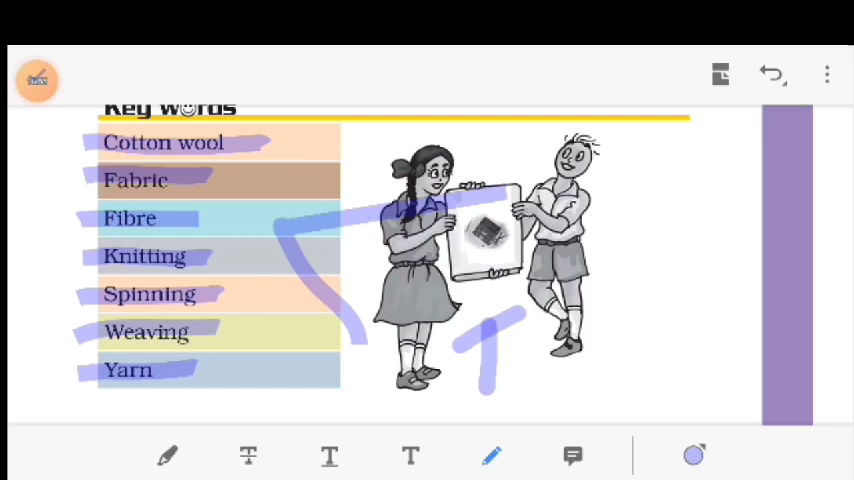 Key words
Cotton wool
Fabric
Fibre
Knitting
Spinning
Weaving
Yarn